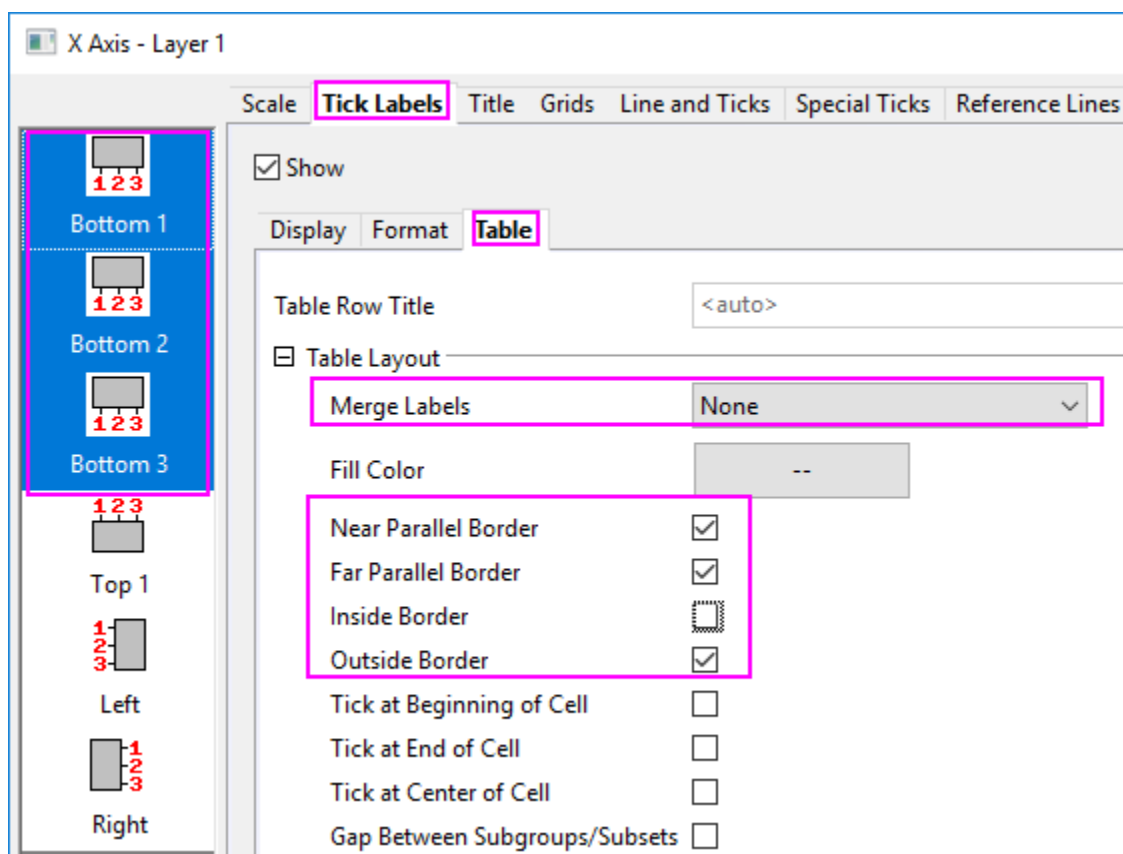 X Axis - Layer 1
Scale Tick Labels Title Grids Line and Ticks Special Ticks Reference Lines
123
Bottom 1
123
Bottom 2
123
Bottom 3
123
Top 1
1
2
3
Left
1
2
3
Right
Show
Display Format Table
Table Row Title <auto>
Table Layout
Merge Labels None
Fill Color --
Near Parallel Border
Far Parallel Border
Inside Border
Outside Border
Tick at Beginning of Cell
Tick at End of Cell
Tick at Center of Cell
Gap Between Subgroups/Subsets